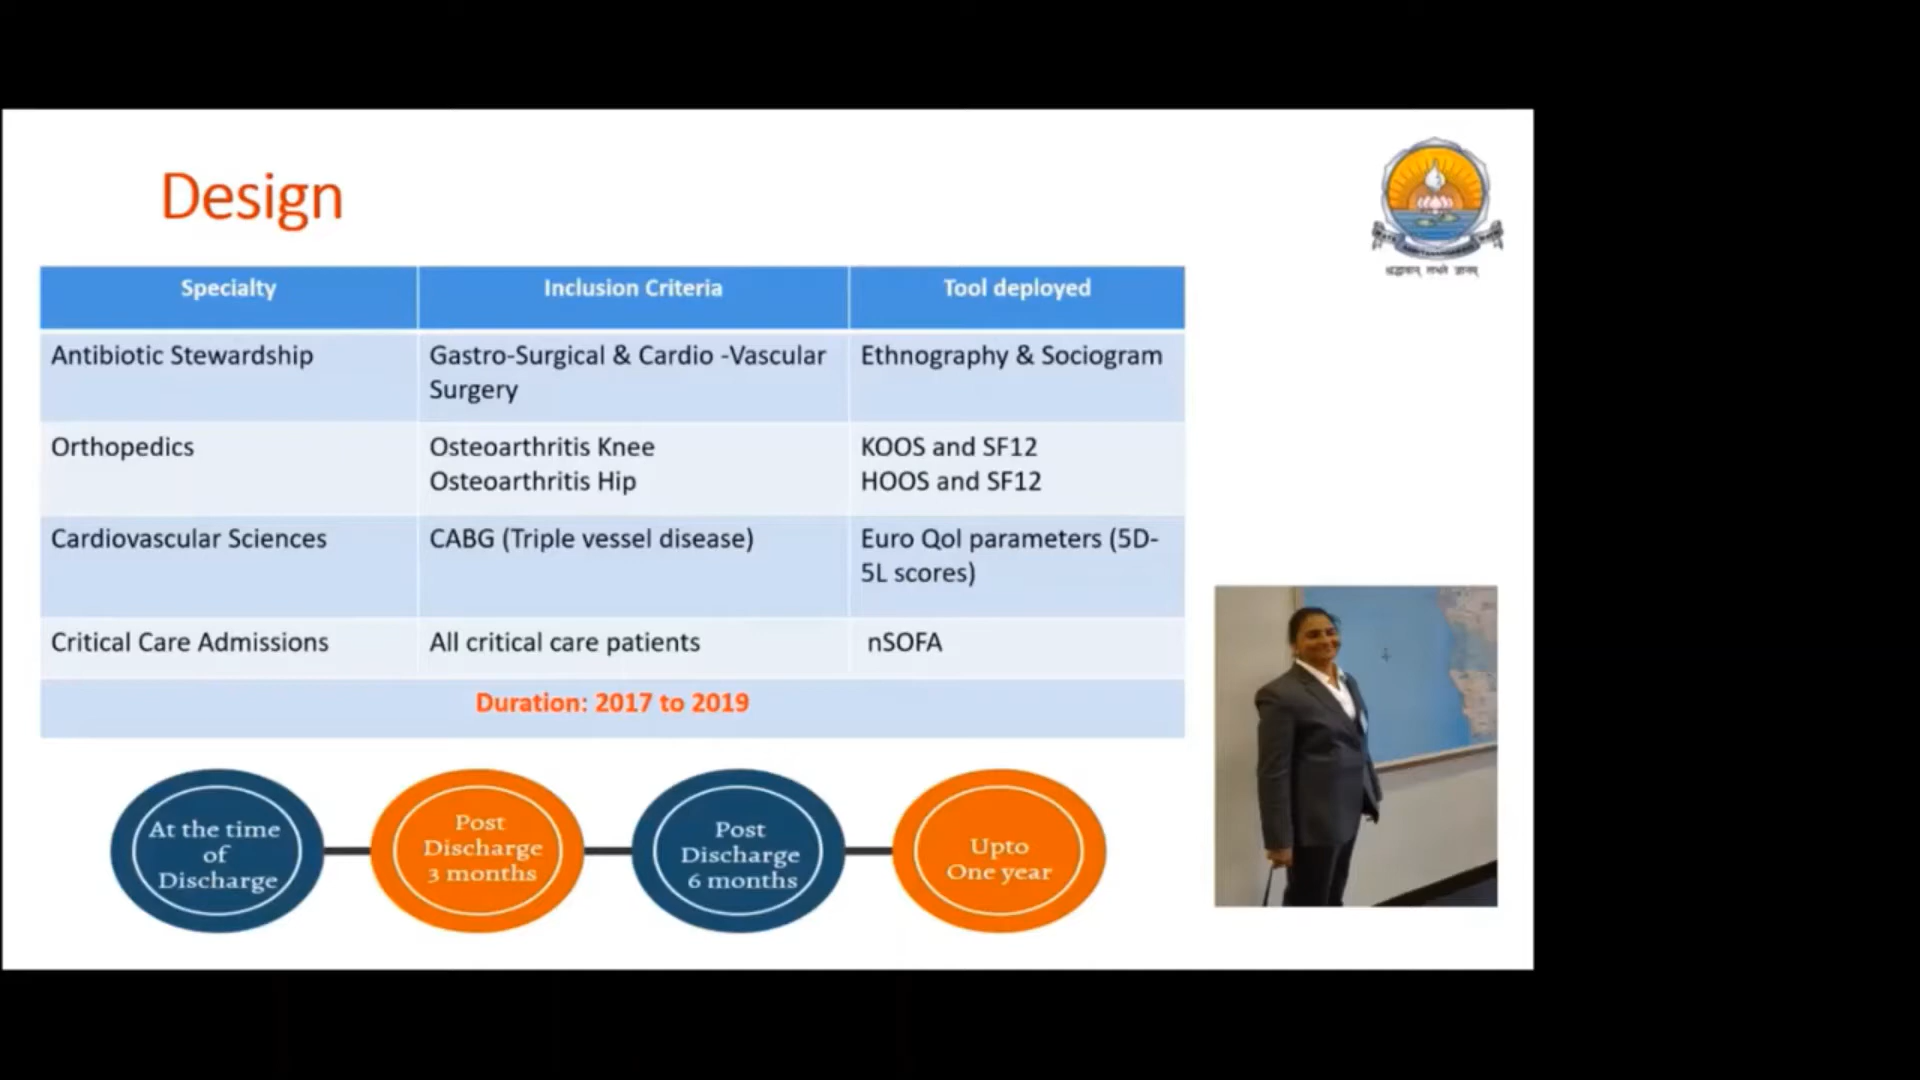 Design
श्रद्धावान् लभते ज्ञानम्
Specialty
Inclusion Criteria
Tool deployed
Antibiotic Stewardship
Gastro-Surgical & Cardio -Vascular
Surgery
Ethnography & Sociogram
Orthopedics
Osteoarthritis Knee
Osteoarthritis Hip
KOOS and SF12
HOOS and SF12
Cardiovascular Sciences
CABG (Triple vessel disease)
Euro Qol parameters (5D-
5L scores)
Critical Care Admissions
All critical care patients
nSOFA
Duration: 2017 to 2019
At the time
of
Discharge
Post
Discharge
3 months
Post
Discharge
6 months
Upto
One year